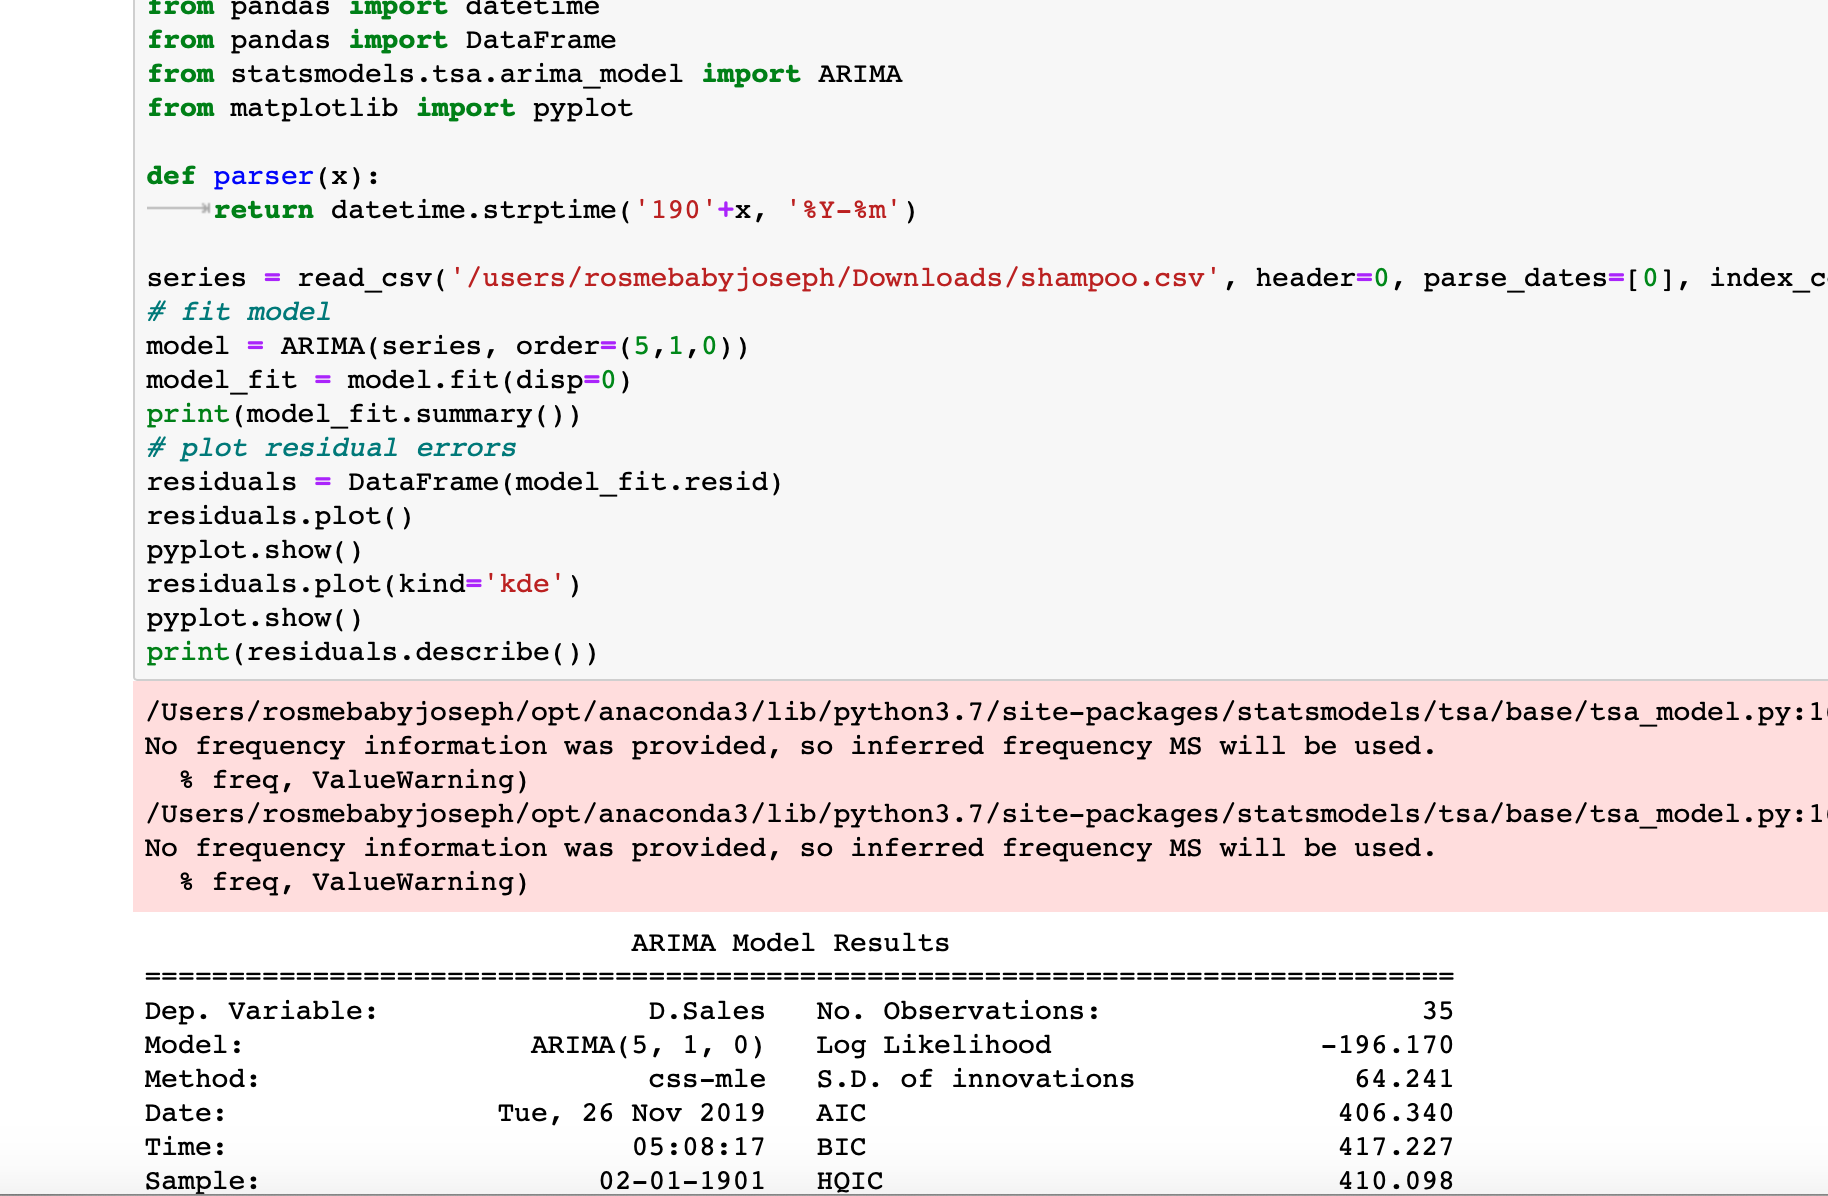 from pandas import datetime
from pandas import DataFrame
from statsmodels.tsa.arima_model import ARIMA
from matplotlib import pyplot
def parser(x):
return datetime.strptime('190'+x, '%Y-%m')
series = read_csv('/users/rosmebabyjoseph/Downloads/shampoo.csv', header=0, parse_dates=[0], index_c
# fit model
model = ARIMA(series, order=(5,1,0))
model_fit = model.fit(disp=0)
print(model_fit.summary())
# plot residual errors
residuals = DataFrame(model_fit.resid)
residuals.plot()
pyplot.show()
residuals.plot(kind='kde')
pyplot.show()
print(residuals.describe())
/Users/rosmebabyjoseph/opt/anaconda3/lib/python3.7/site-packages/statsmodels/tsa/base/tsa_model.py:1
No frequency information was provided, so inferred frequency MS will be used.
% freq, ValueWarning)
/Users/rosmebabyjoseph/opt/anaconda3/lib/python3.7/site-packages/statsmodels/tsa/base/tsa_model.py:1
No frequency information was provided, so inferred frequency MS will be used.
% freq, ValueWarning)
ARIMA Model Results
==============================================================================
Dep. Variable: D.Sales No. Observations: 35
Model: ARIMA(5, 1, 0) Log Likelihood -196.170
Method: css-mle S.D. of innovations 64.241
Date: Tue, 26 Nov 2019 AIC 406.340
Time: 05:08:17 BIC 417.227
Sample: 02-01-1901 HQIC 410.098